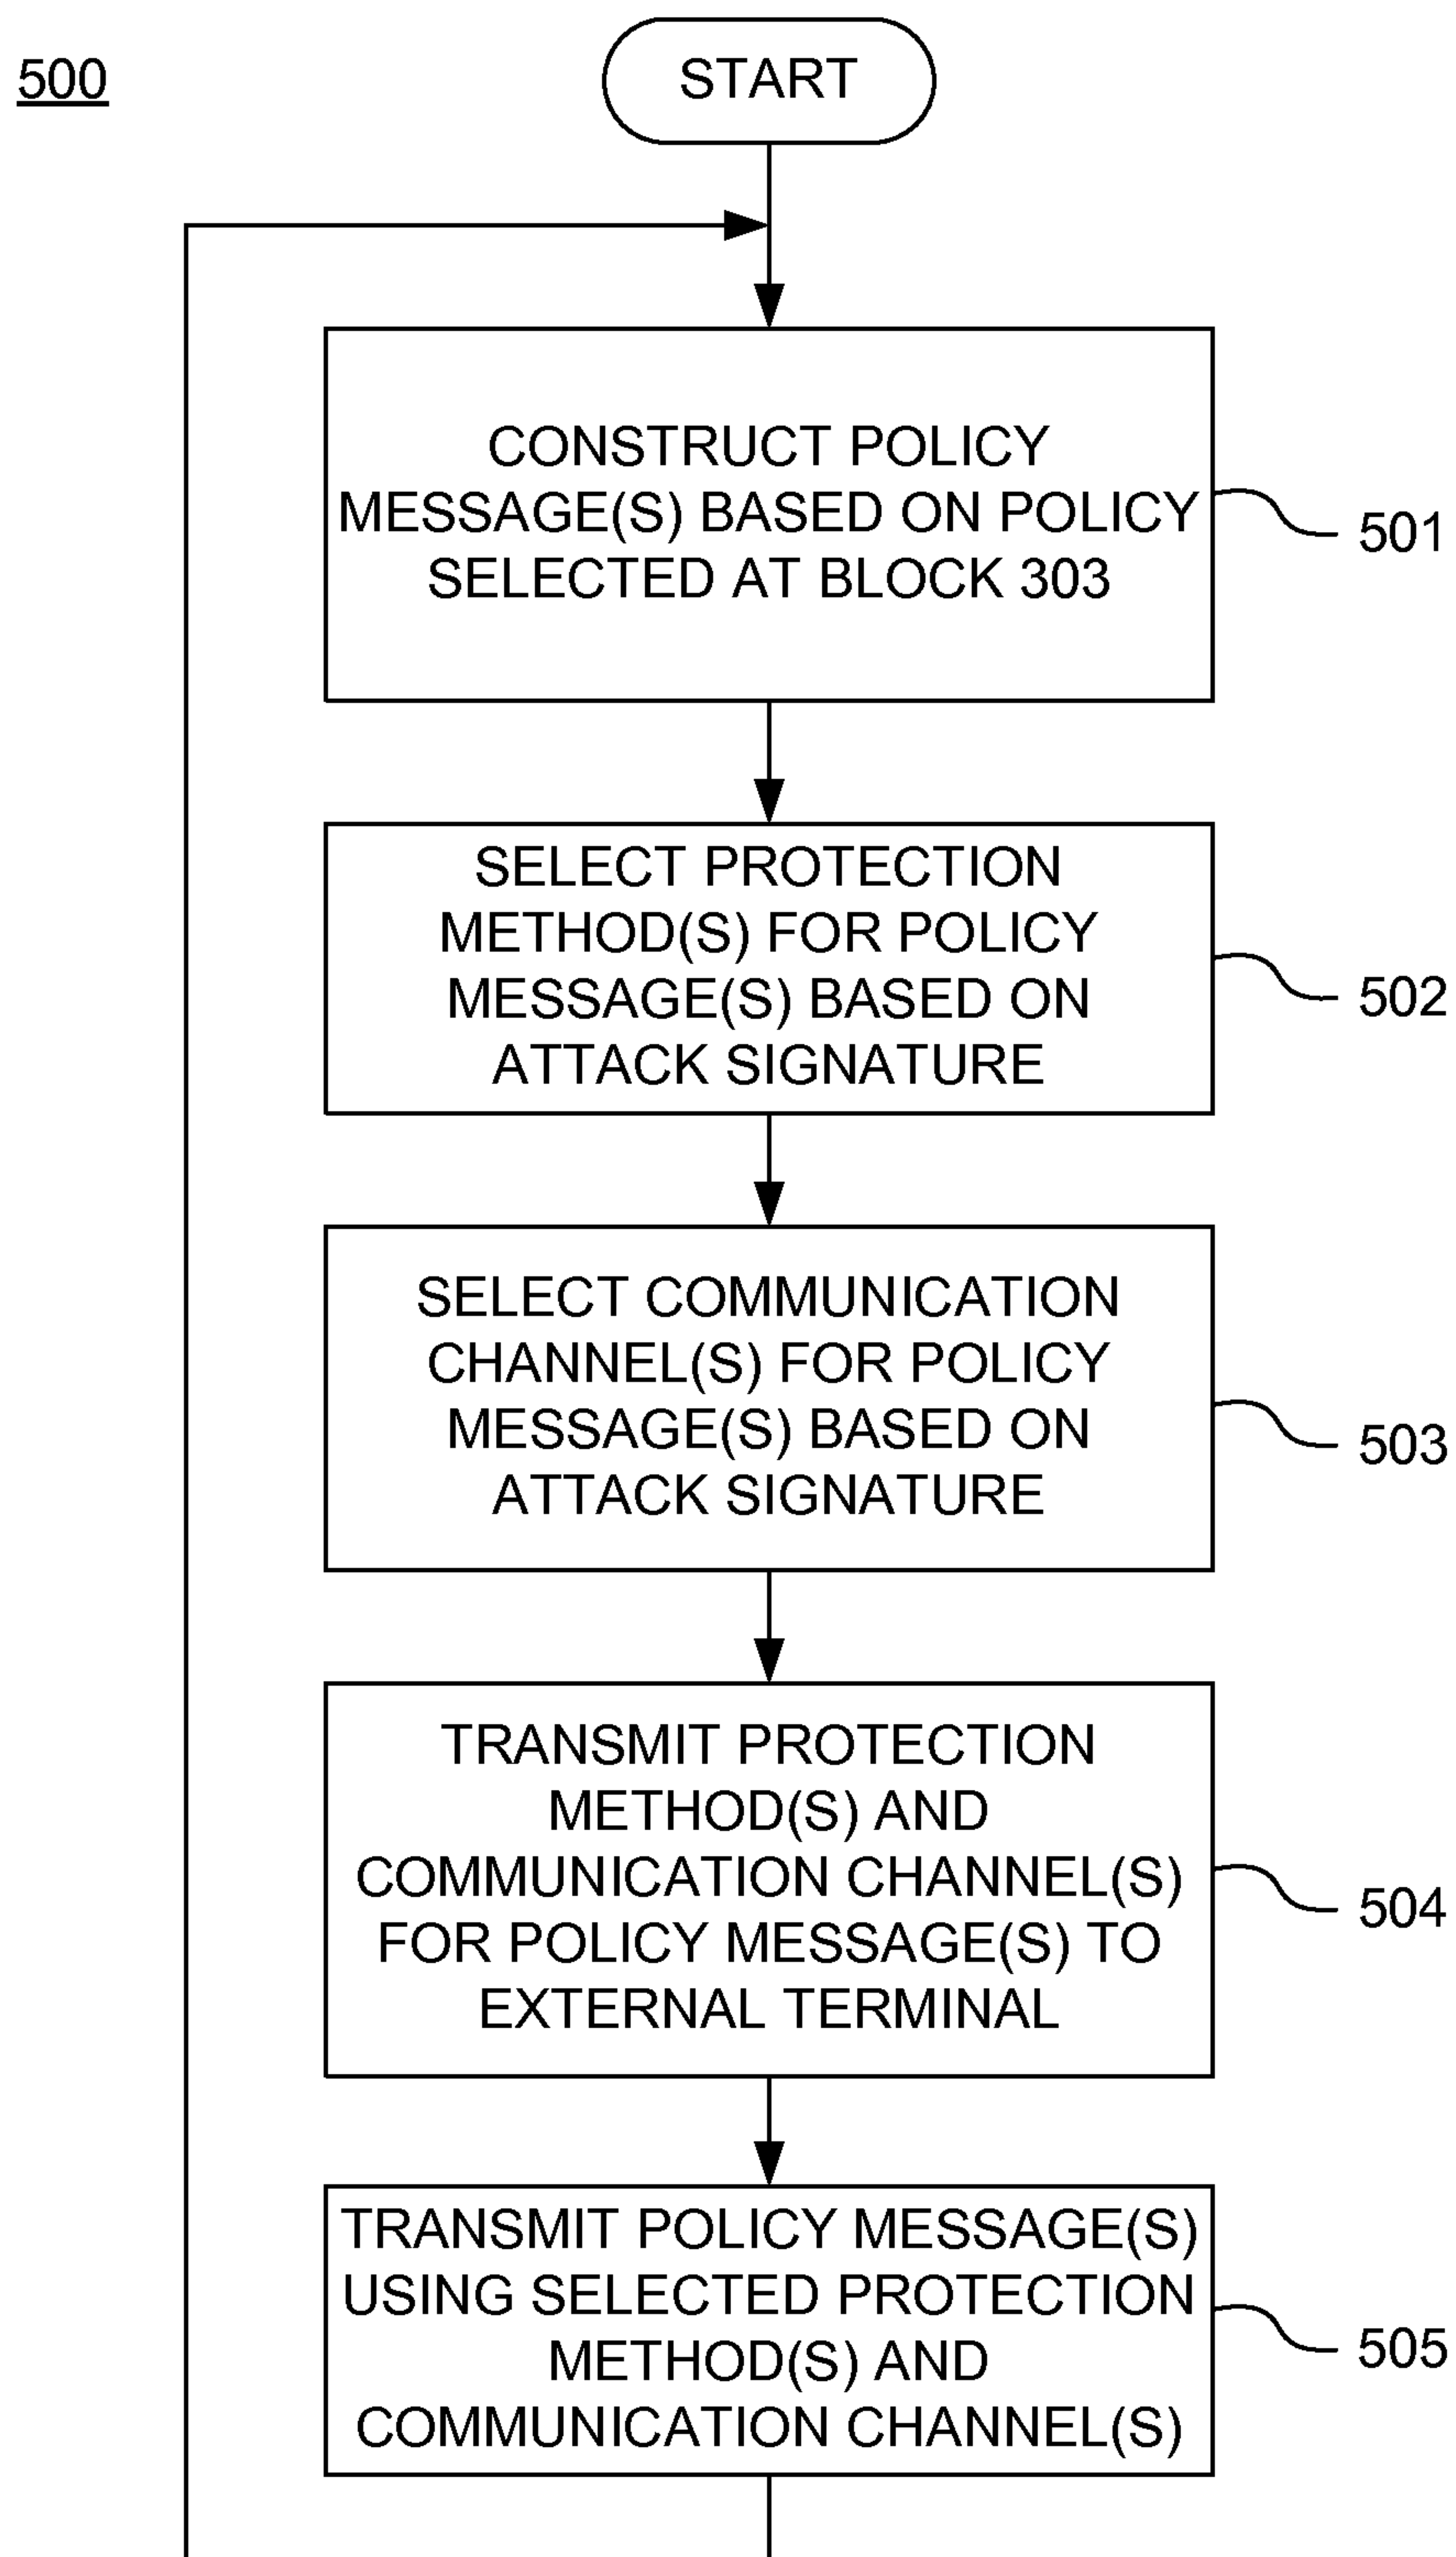 500
START
CONSTRUCT POLICY
MESSAGE(S) BASED ON POLICY
SELECTED AT BLOCK 303
501
SELECT PROTECTION
METHOD(S) FOR POLICY
MESSAGE(S) BASED ON
ATTACK SIGNATURE
502
SELECT COMMUNICATION
CHANNEL(S) FOR POLICY
MESSAGE(S) BASED ON
ATTACK SIGNATURE
503
TRANSMIT PROTECTION
METHOD(S) AND
COMMUNICATION CHANNEL(S)
FOR POLICY MESSAGE(S) TO
EXTERNAL TERMINAL
504
TRANSMIT POLICY MESSAGE(S)
USING SELECTED PROTECTION
METHOD(S) AND
COMMUNICATION CHANNEL(S)
505